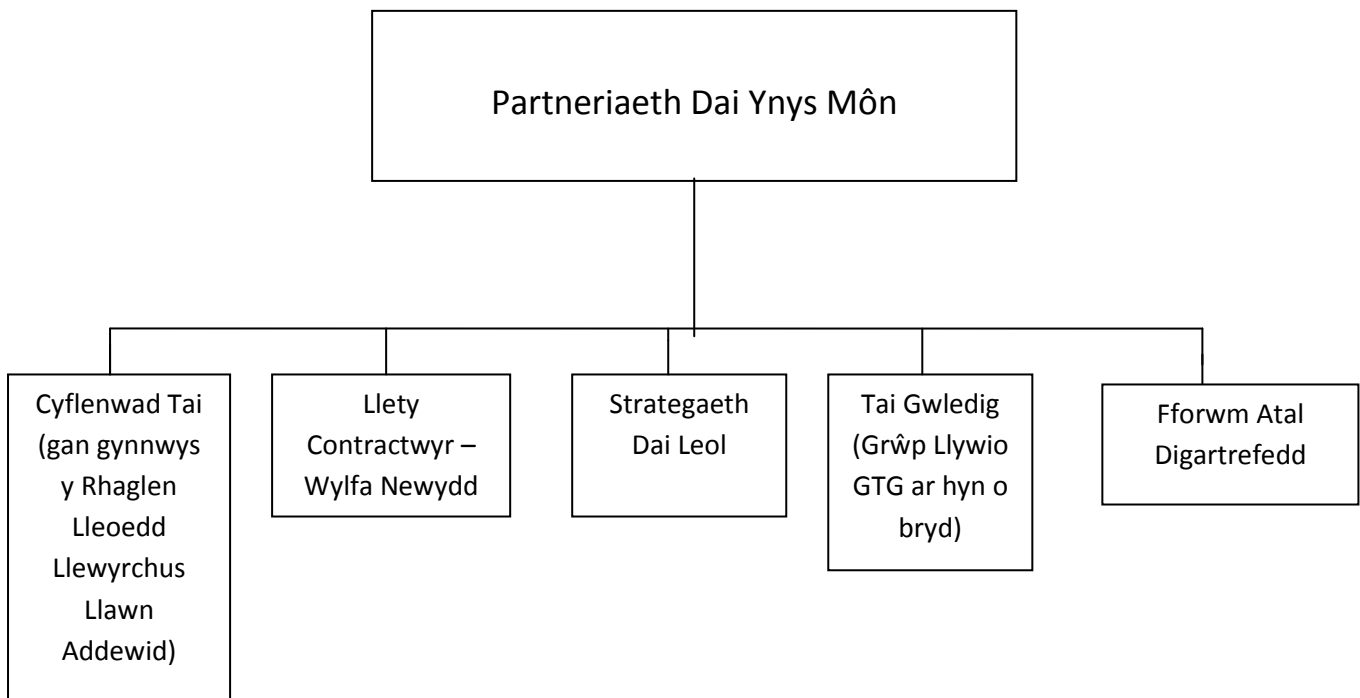 Partneriaeth Dai Ynys Môn
Cyflenwad Tai
(gan gynnwys
y Rhaglen
Lleoedd
Llewyrchus
Llawn
Addewid)
Llety
Contractwyr –
Wylfa Newydd
Strategaeth
Dai Leol
Tai Gwledig
(Grŵp Llywio
GTG ar hyn o
bryd)
Fforwm Atal
Digartrefedd